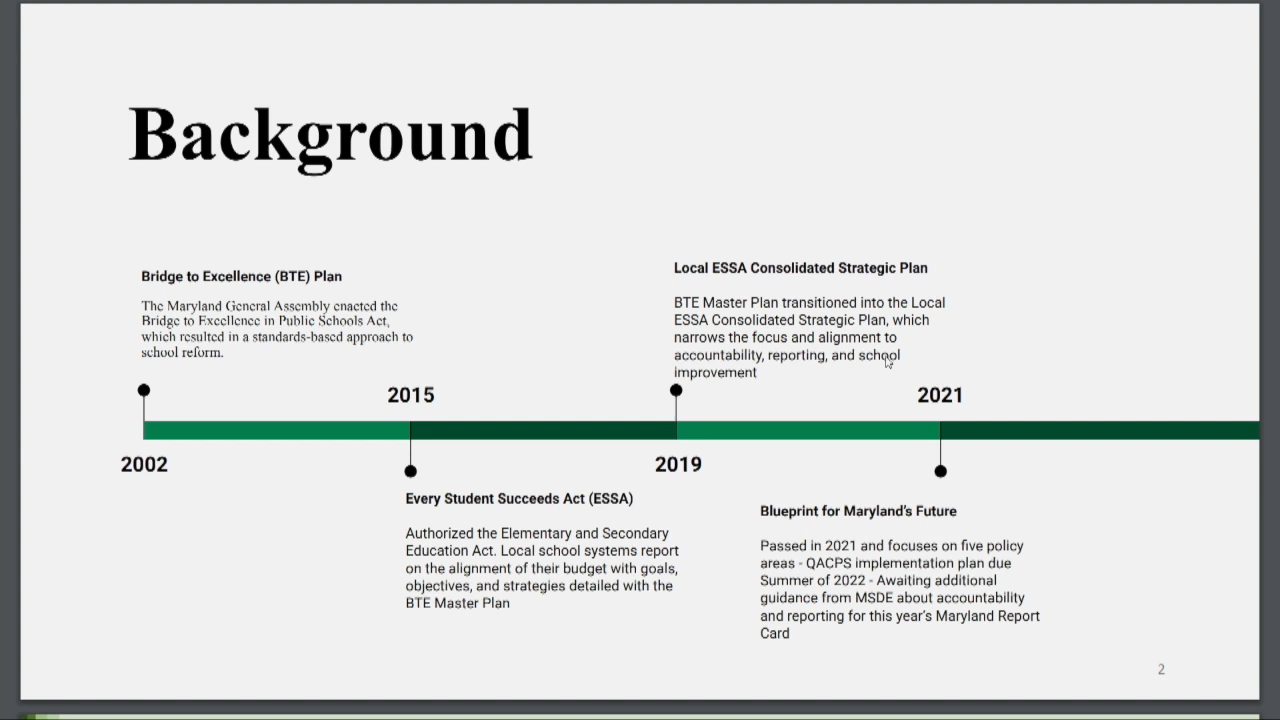 Background
Bridge to Excellence (BTE) Plan
The Maryland General Assembly enacted the
Bridge to Excellence in Public Schools Act,
which resulted in a standards-based approach to
school reform.
Local ESSA Consolidated Strategic Plan
BTE Master Plan transitioned into the Local
ESSA Consolidated Strategic Plan, which
narrows the focus and alignment to
accountability, reporting, and school
improvement
2015
2021
2002
2019
Every Student Succeeds Act (ESSA)
Authorized the Elementary and Secondary
Education Act. Local school systems report
on the alignment of their budget with goals,
objectives, and strategies detailed with the
BTE Master Plan
Blueprint for Maryland's Future
Passed in 2021 and focuses on five policy
areas - QACPS implementation plan due
Summer of 2022 - Awaiting additional
guidance from MSDE about accountability
and reporting for this year's Maryland Report
Card
2